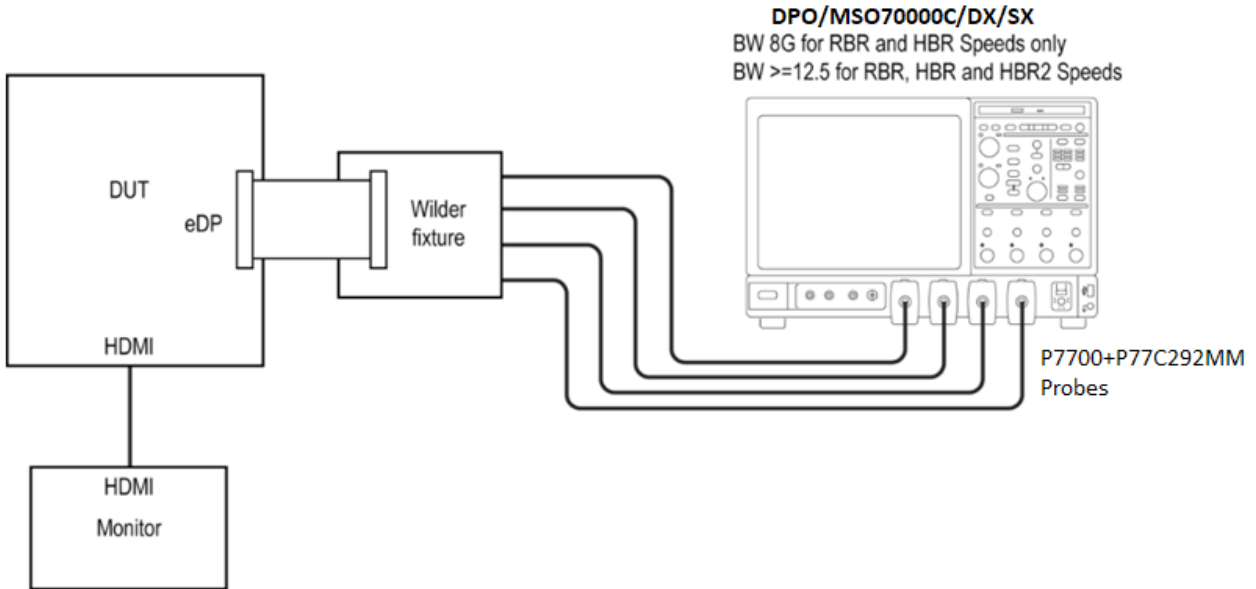 DPO/MSO70000C/DX/SX
BW 8G for RBR and HBR Speeds only
BW >=12.5 for RBR, HBR and HBR2 Speeds
DUT
eDP
Wilder
fixture
HDMI
P7700+P77C292MM
Probes
HDMI
Monitor